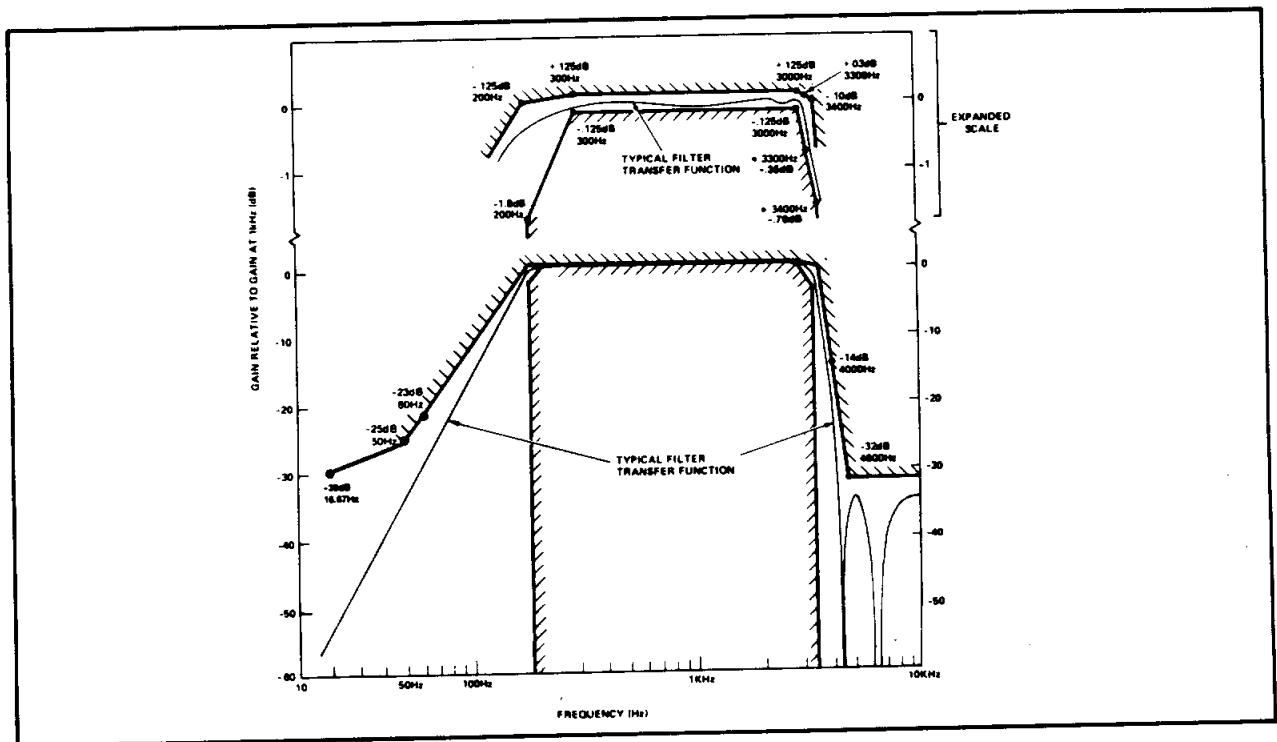 + .125dB
300Hz
+ 125dB
3000Hz
+ 03dB
3300Hz
- .125dB
200Hz
- .10dB
3400Hz
0
0
EXPANDED
SCALE
-.125dB
300Hz
-.125dB
3000Hz
TYPICAL FILTER
TRANSFER FUNCTION
+ 3300Hz
-.35dB
-1
-1
-1.8dB
200Hz
+ 3400Hz
-.70dB
GAIN RELATIVE TO GAIN AT 1kHz (dB)
0
0
-10
-10
-14dB
4000Hz
-23dB
60Hz
-20
-20
-25dB
50Hz
-32dB
4600Hz
TYPICAL FILTER
TRANSFER FUNCTION
-30
-30
16.67Hz
-40
-40
-50
-50
-60
10
50Hz
100Hz
1KHz
10KHz
FREQUENCY (Hz)